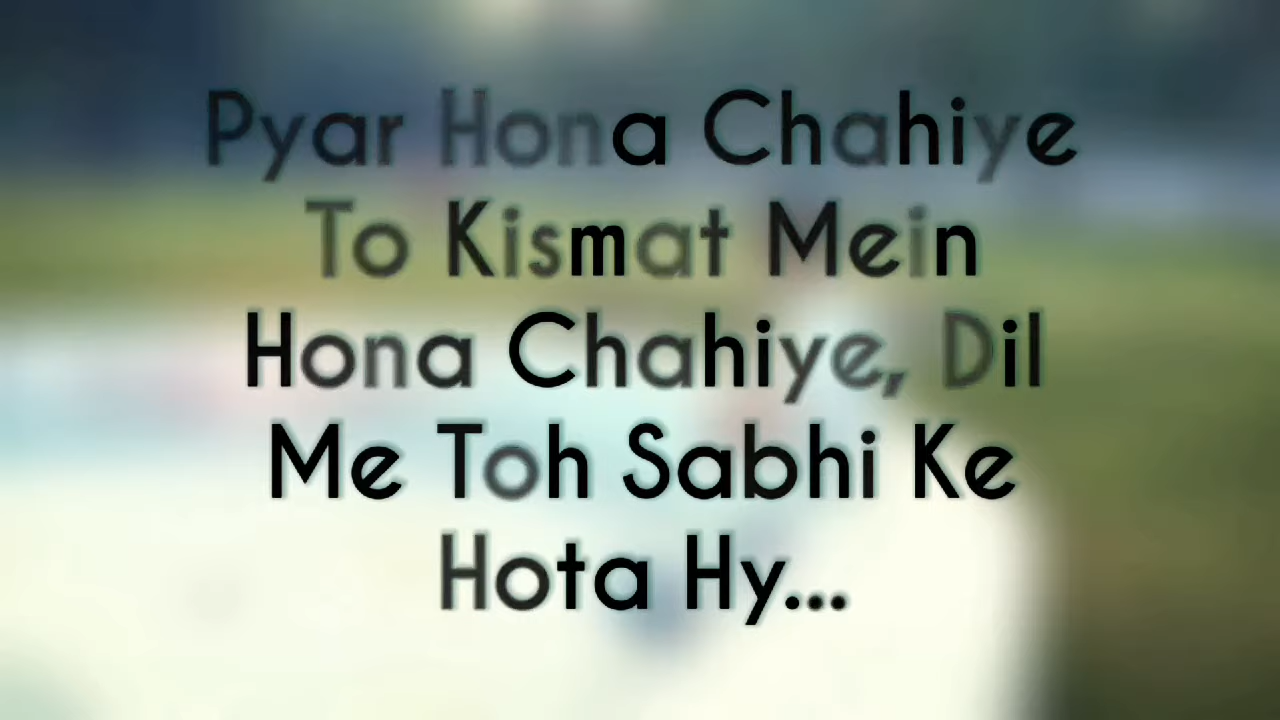 Pyar Hona Chahiye
To Kismat Mein
Hona Chahiye, Dil
Me Toh Sabhi Ke
Hota Hy...